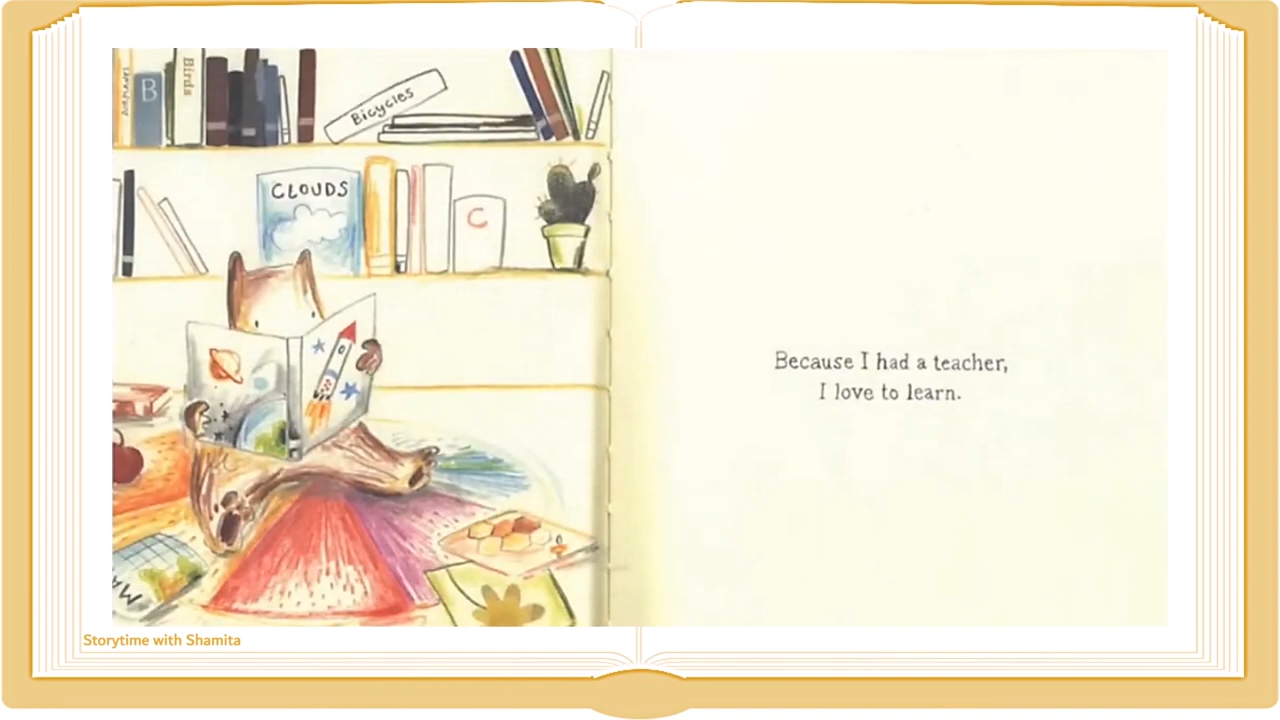 B
Birds
Bicycles
CLOUDS
C
Because I had a teacher,
I love to learn.
Storytime with Shamita